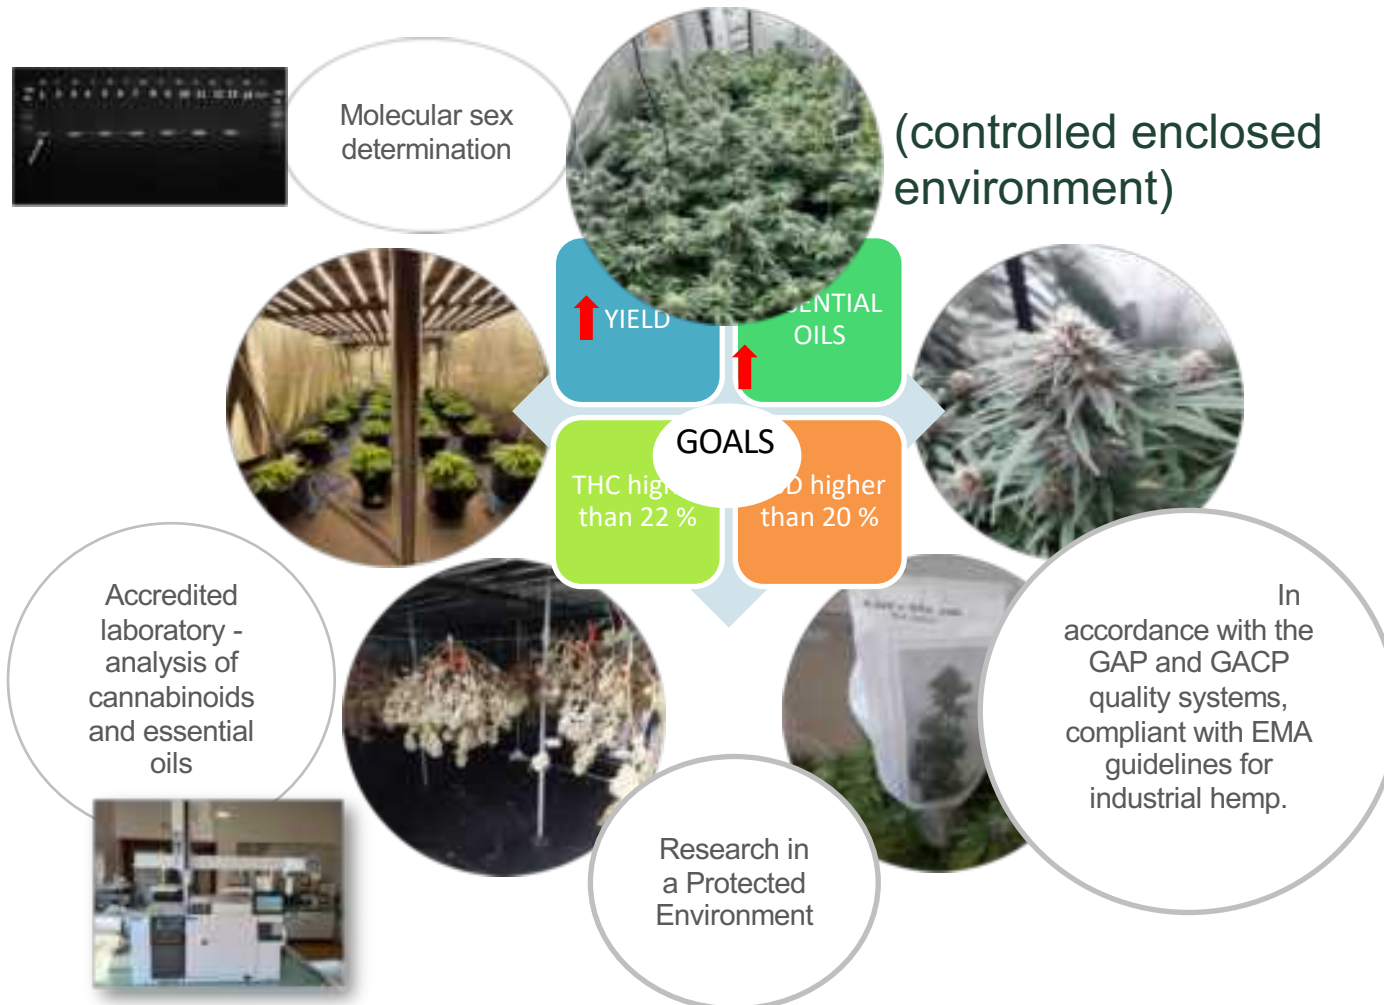 Molecular sex
determination
(controlled enclosed
environment)
YIELD
OILS
GOALS
THC
than 22 %
higher
than 20 %
Accredited
laboratory -
analysis of
cannabinoids
and essential
oils
In
accordance with the
GAP and GACP
quality systems,
compliant with EMA
guidelines for
industrial hemp.
Research in
a Protected
Environment